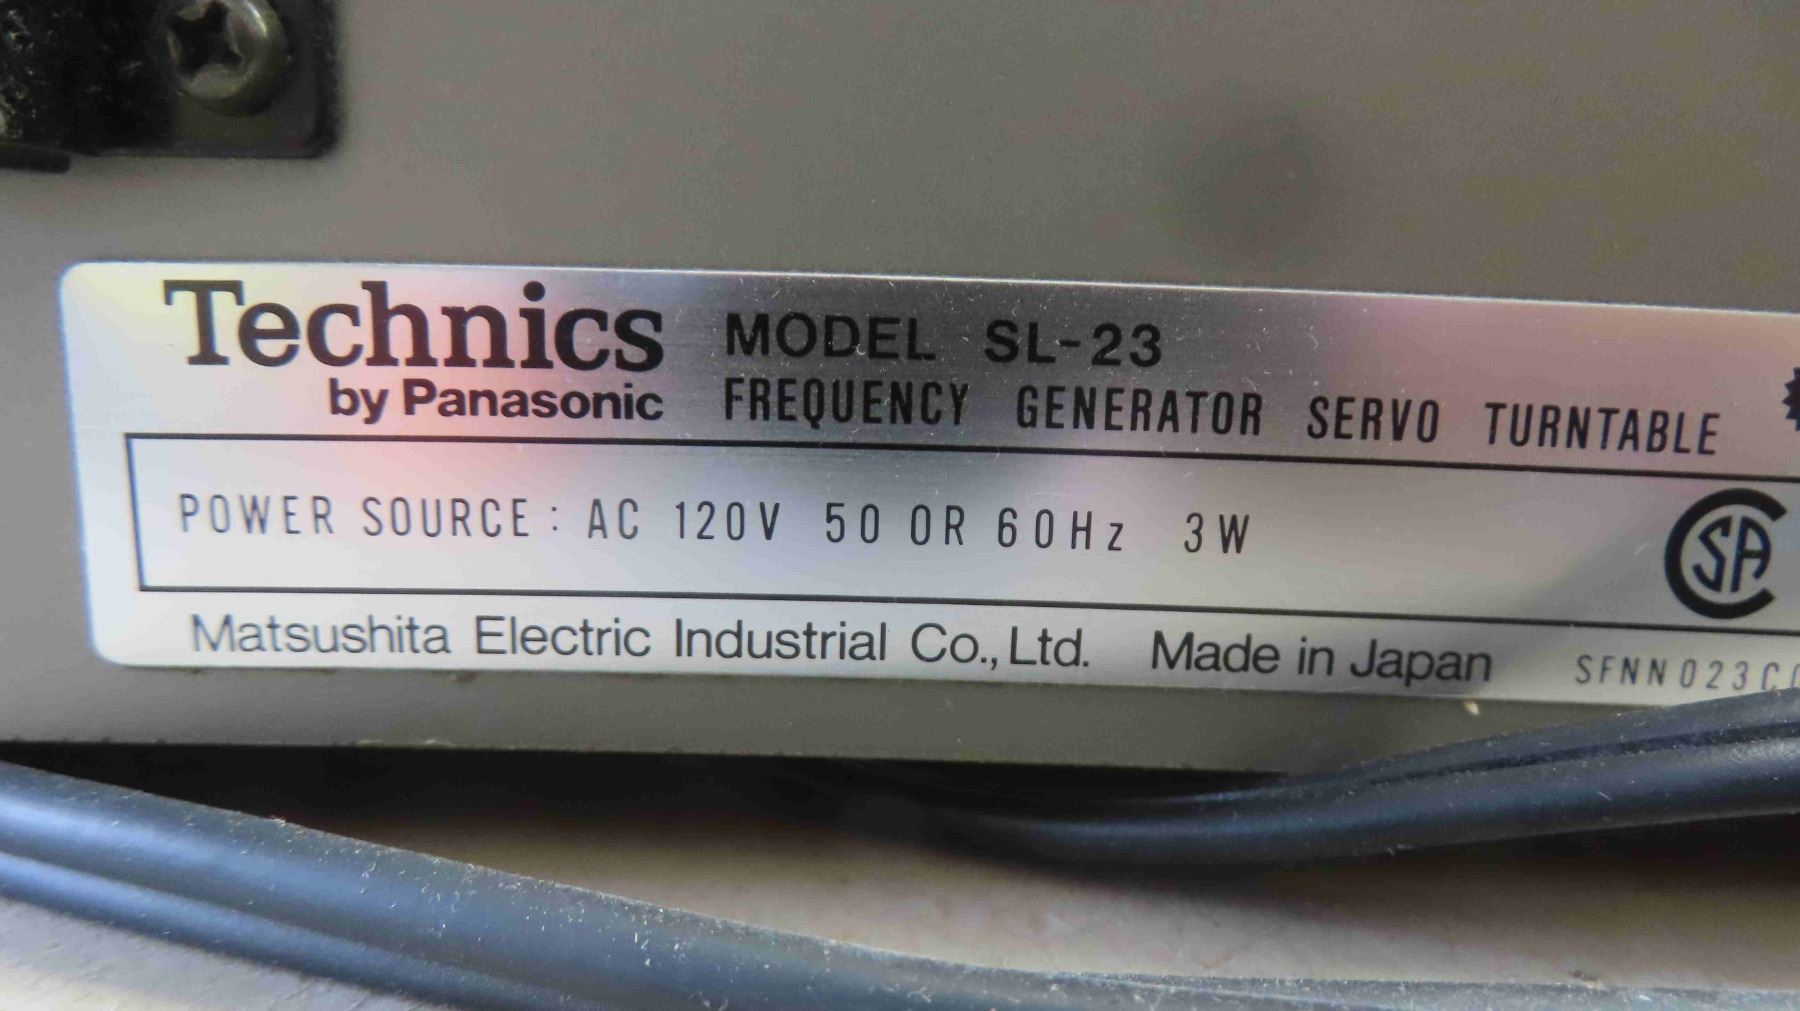 Technics MODEL SL-23
by Panasonic FREQUENCY GENERATOR SERVO TURNTABLE
POWER SOURCE: AC 120V 50 OR 60Hz 3W
CSA
Matsushita Electric Industrial Co., Ltd. Made in Japan